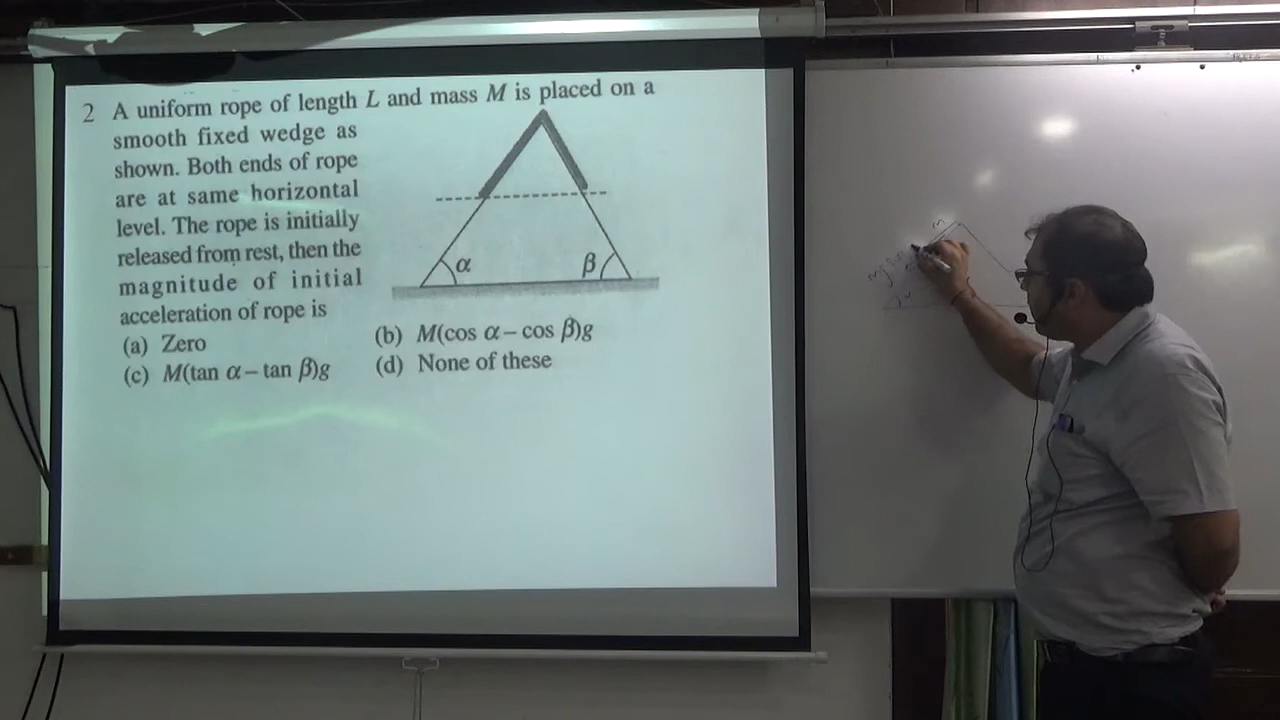 2 A uniform rope of length L and mass M is placed on a
smooth fixed wedge as
shown. Both ends of rope
are at same horizontal
level. The rope is initially
released from rest, then the
magnitude of initial
acceleration of rope is
α β
(a) Zero (b) M(cos α – cos β)g
(c) M(tan α – tan β)g (d) None of these